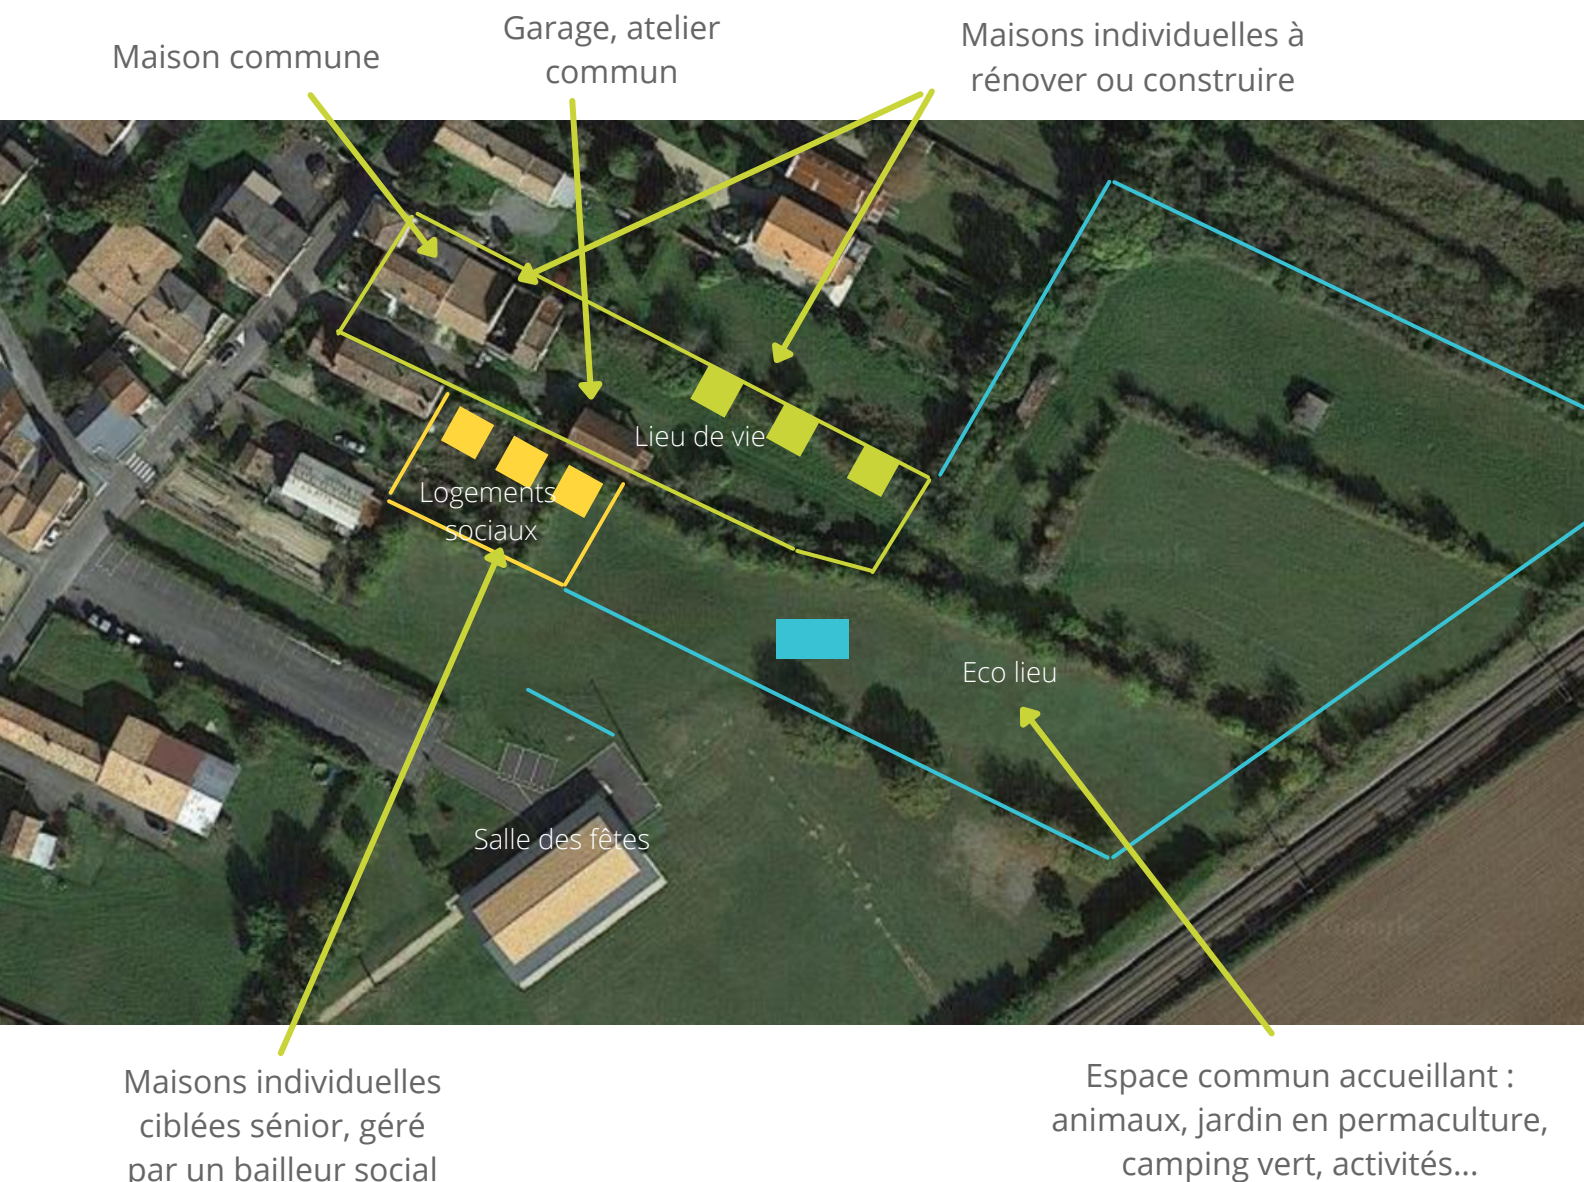 Maison commune
Garage, atelier
commun
Maisons individuelles à
rénover ou construire
Lieu de vie
Logements
sociaux
Eco lieu
Salle des fêtes
Maisons individuelles
ciblées sénior, géré
par un bailleur social
Espace commun accueillant :
animaux, jardin en permaculture,
camping vert, activités...